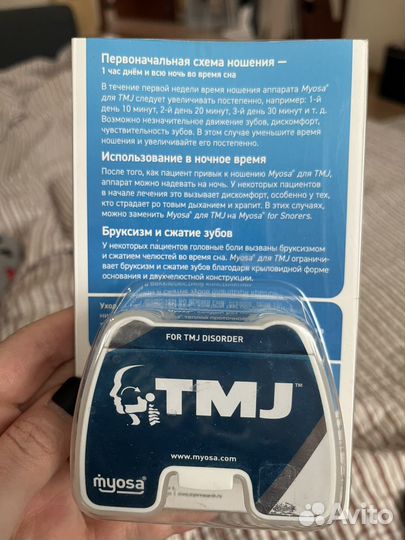 Первоначальная схема ношения —
1 час днём и всю ночь во время сна
В течение первой недели время ношения аппарата Myosa®
для TMJ следует увеличивать постепенно, например: 1-й
день 10 минут, 2-й день 20 минут, 3-й день 30 минут и т. д.
Возможно незначительное движение зубов, дискомфорт,
чувствительность зубов. В этом случае уменьшите время
ношения и увеличивайте его постепенно.
Использование в ночное время
После того, как пациент привык к ношению Myosa® для TMJ,
аппарат можно надевать на ночь. У некоторых пациентов
в начале лечения это вызывает дискомфорт, особенно у тех,
кто страдает ро товым дыханием и храпит. В этих случаях,
можно заменить Myosa® для TMJ на Myosa® for Snorers.
Бруксизм и сжатие зубов
У некоторых пациентов головные боли вызваны бруксизмом
и сжатием челюстей во время сна. Myosa® для TMJ ограничи-
вает бруксизм и сжатие зубов благодаря крыловидной форме
основания и двухчелюстной конструкции.
Уход
FOR TMJ DISORDER
TMJ™
www.myosa.com
myosa®
Avito